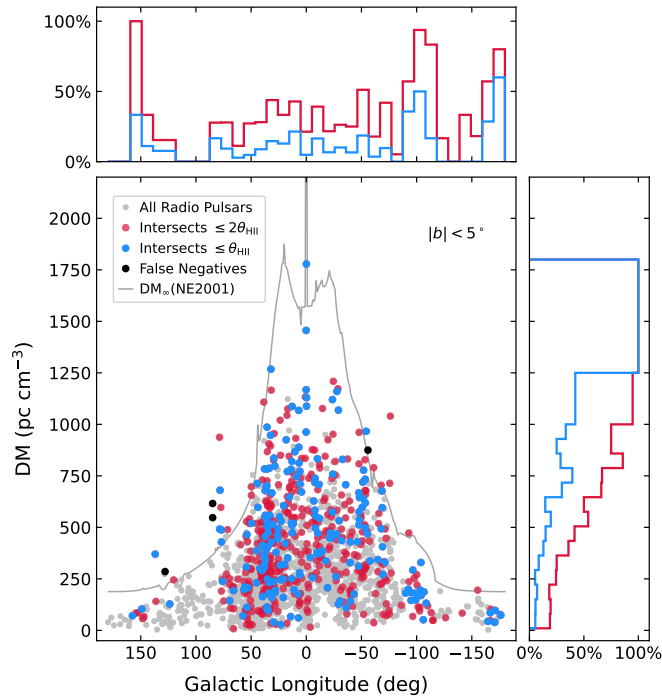 100%
50%
0%
2000
1750
1500
1250
1000
750
500
250
0
DM (pc cm⁻³)
All Radio Pulsars
Intersects ≤ 2θ_HII
Intersects ≤ θ_HII
False Negatives
DM_∞(NE2001)
|b| < 5°
150 100 50 0 −50 −100 −150
Galactic Longitude (deg)
0% 50% 100%